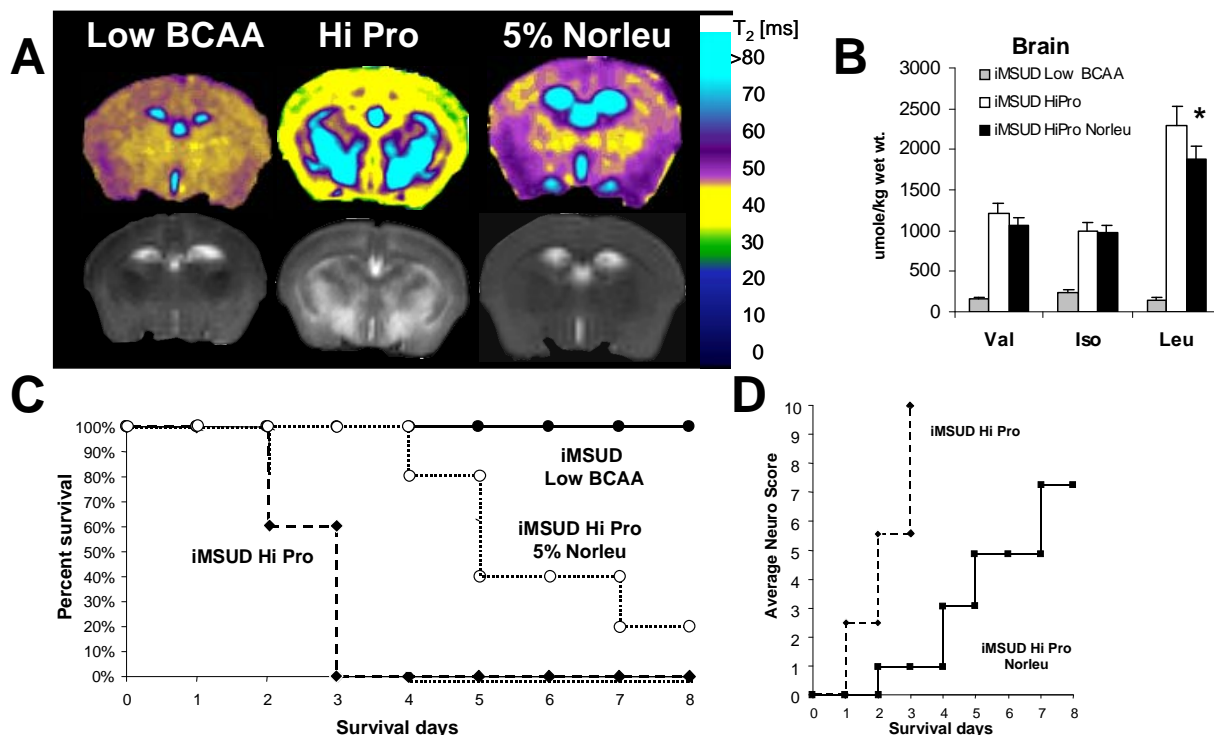 A
Low BCAA
Hi Pro
5% Norleu
T2 [ms]
>80
70
60
50
40
30
20
10
0
B
Brain
iMSUD Low BCAA
iMSUD HiPro
iMSUD HiPro Norleu
*
umole/kg wet wt.
3000
2500
2000
1500
1000
500
0
Val
Iso
Leu
C
Percent survival
100%
90%
80%
70%
60%
50%
40%
30%
20%
10%
0%
iMSUD
Low BCAA
iMSUD Hi Pro
5% Norleu
iMSUD Hi Pro
0
1
2
3
4
5
6
7
8
Survival days
D
Average Neuro Score
10
9
8
7
6
5
4
3
2
1
0
iMSUD Hi Pro
iMSUD Hi Pro
Norleu
0
1
2
3
4
5
6
7
8
Survival days